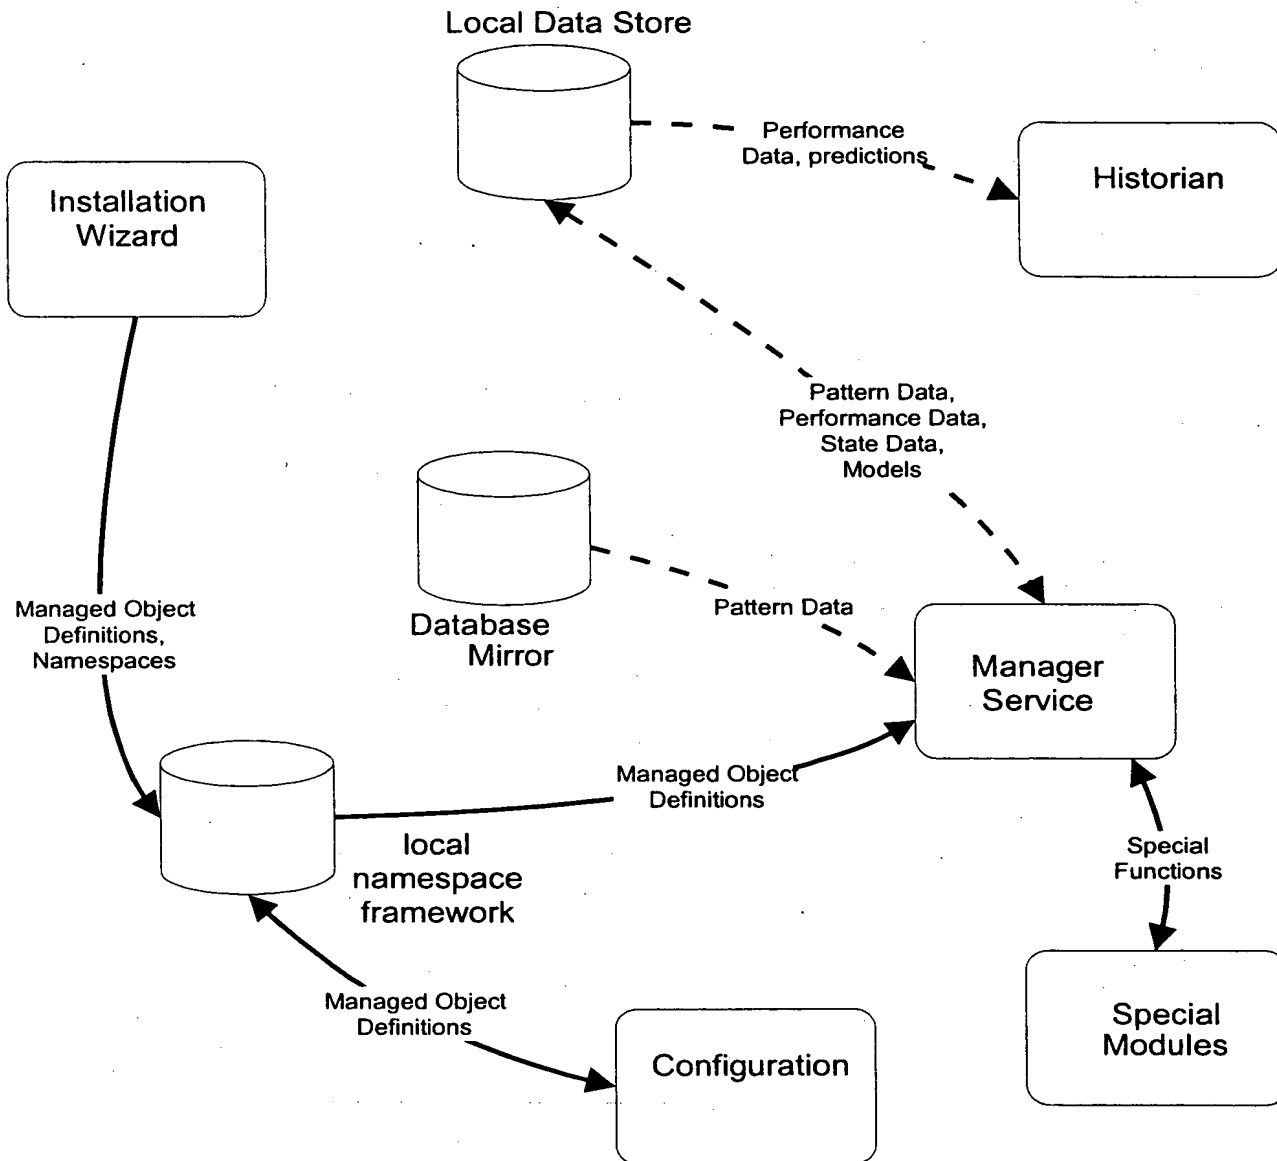 Local Data Store
Performance
Data, predictions
Historian
Installation
Wizard
Pattern Data,
Performance Data,
State Data,
Models
Managed Object
Definitions,
Namespaces
Database
Mirror
Pattern Data
Manager
Service
Managed Object
Definitions
local
namespace
framework
Special
Functions
Managed Object
Definitions
Configuration
Special
Modules